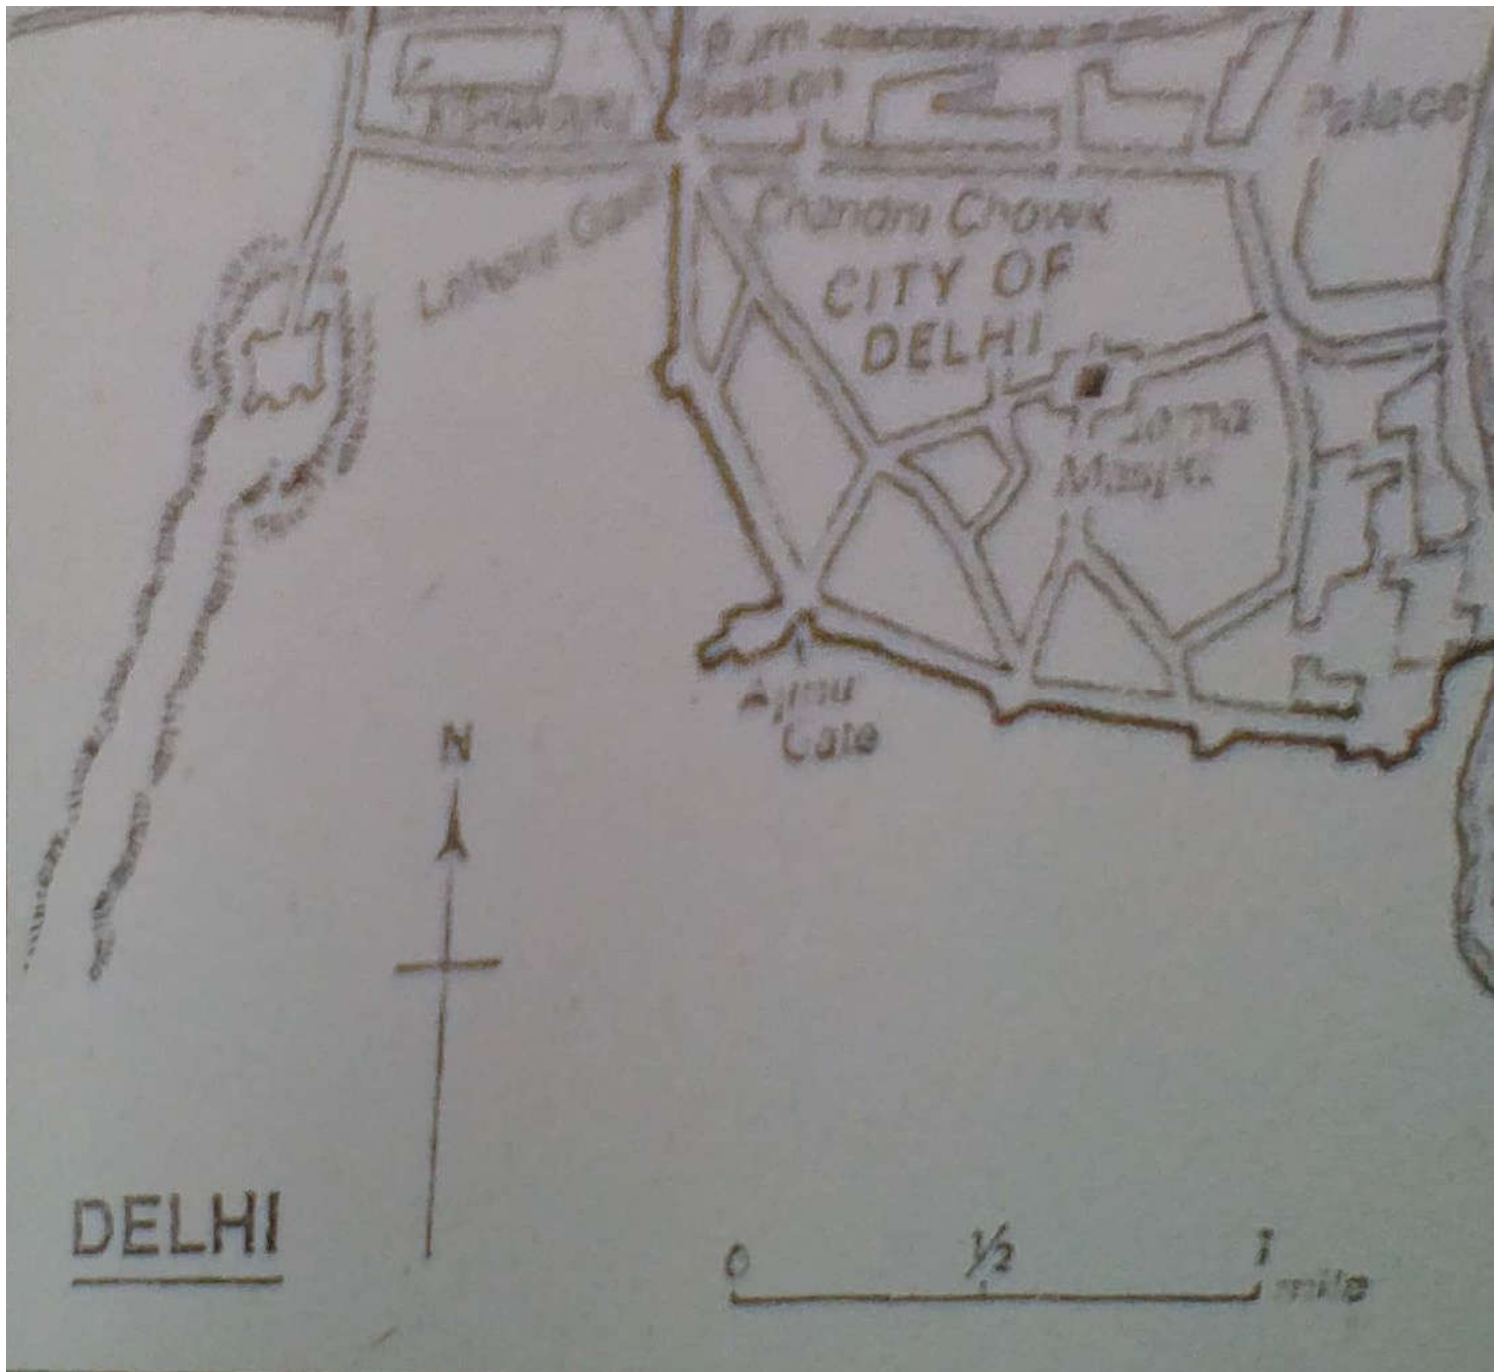 Palace
Lahore Gate
Chandni Chowk
CITY OF
DELHI
Masjid
Gate
N
DELHI
0 ½ 1
mile